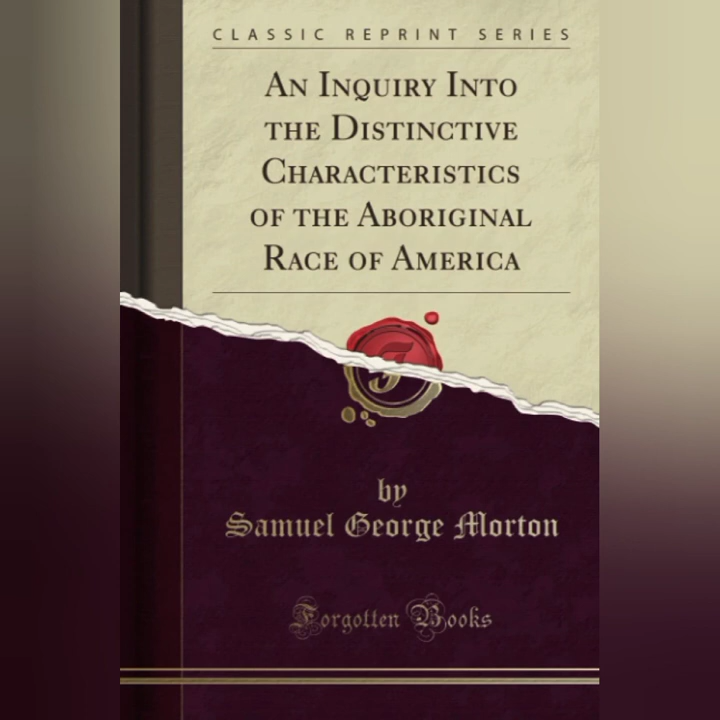 CLASSIC REPRINT SERIES
AN INQUIRY INTO
THE DISTINCTIVE
CHARACTERISTICS
OF THE ABORIGINAL
RACE OF AMERICA
by
Samuel George Morton
Forgotten Books